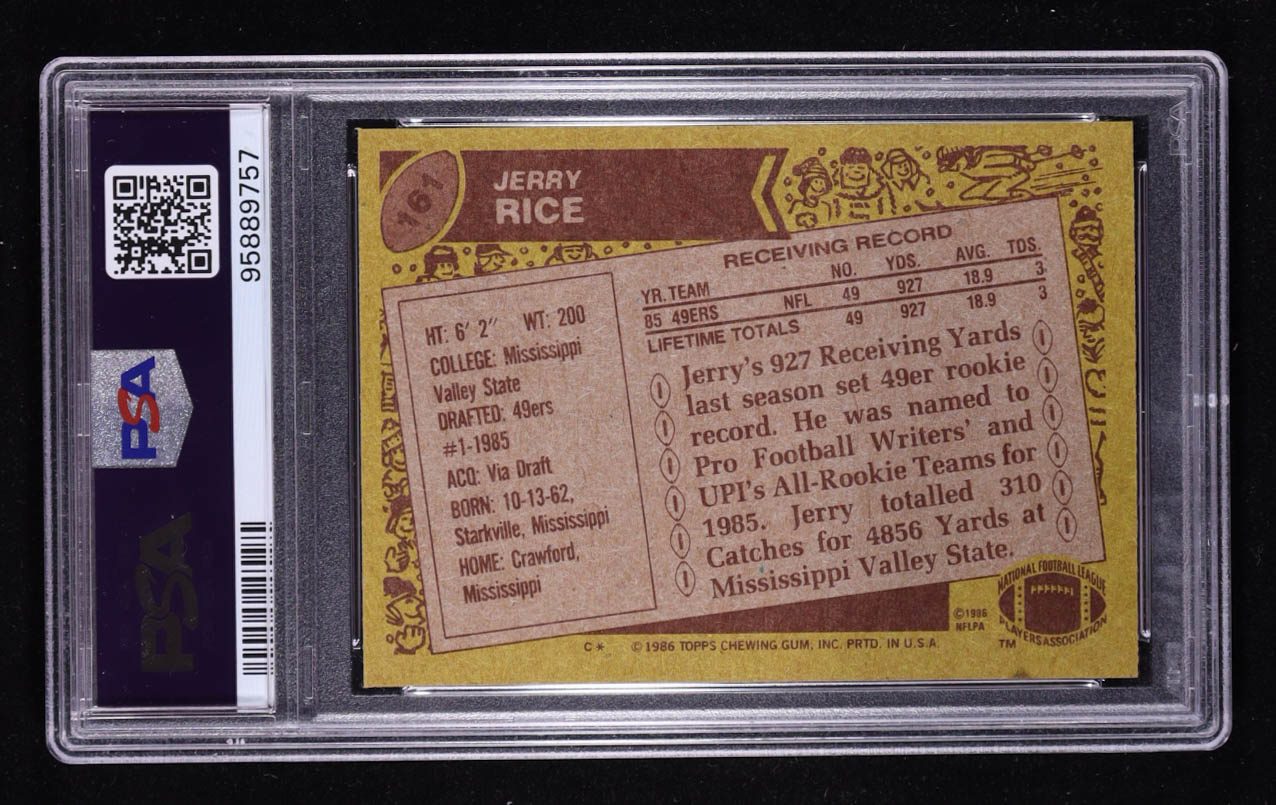 95889757
PSA
PSA
161
JERRY
RICE
RECEIVING RECORD
YR. TEAM NO. YDS. AVG. TDS.
85 49ERS NFL 49 927 18.9 3
LIFETIME TOTALS 49 927 18.9 3
HT: 6′ 2″ WT: 200
COLLEGE: Mississippi
Valley State
DRAFTED: 49ers
#1-1985
ACQ: Via Draft
BORN: 10-13-62,
Starkville, Mississippi
HOME: Crawford,
Mississippi
Jerry's 927 Receiving Yards
last season set 49er rookie
record. He was named to
Pro Football Writers' and
UPI's All-Rookie Teams for
1985. Jerry totalled 310
Catches for 4856 Yards at
Mississippi Valley State.
©1986
NFLPA
NATIONAL FOOTBALL LEAGUE
PLAYERS ASSOCIATION
TM
C* © 1986 TOPPS CHEWING GUM, INC. PRTD. IN U.S.A.